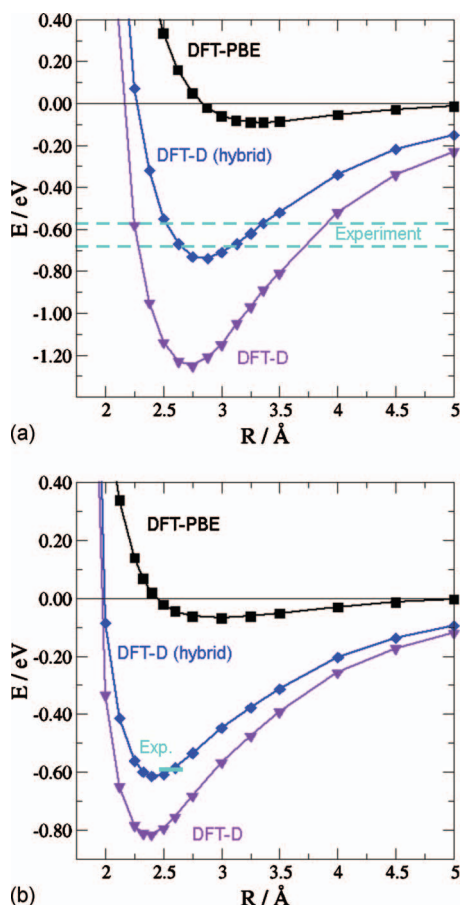 0.40
DFT-PBE
0.20
0.00
-0.20
DFT-D (hybrid)
-0.40
E / eV
-0.60
Experiment
-0.80
-1.00
-1.20
DFT-D
2 2.5 3 3.5 4 4.5 5
(a)
R / Å
0.40
DFT-PBE
0.20
0.00
E / eV
-0.20
DFT-D (hybrid)
-0.40
Exp.
-0.60
-0.80
DFT-D
2 2.5 3 3.5 4 4.5 5
(b)
R / Å